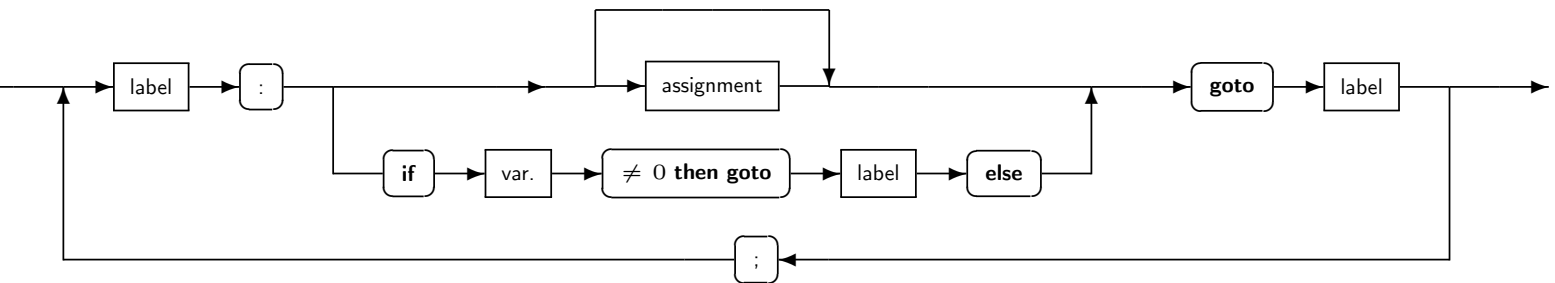 label : assignment goto label
if var. ≠ 0 then goto label else
;